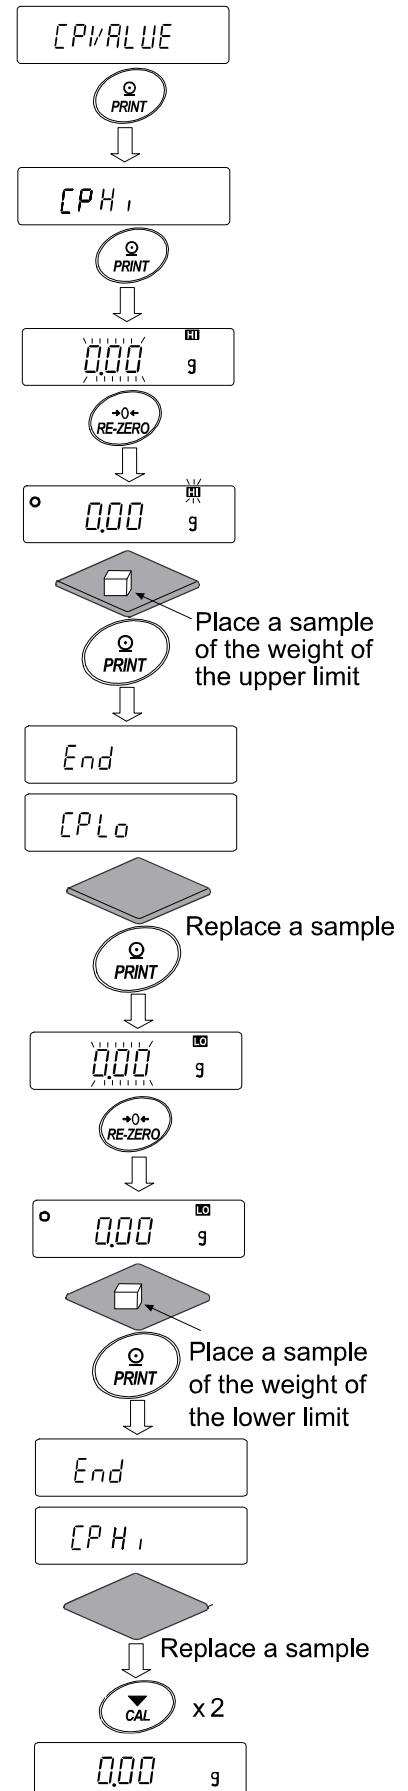 CPVALUE
PRINT
CPHi
PRINT
HI
0.00 g
→0←
RE-ZERO
HI
0.00 g
Place a sample
of the weight of
the upper limit
PRINT
End
CPLo
Replace a sample
PRINT
LO
0.00 g
→0←
RE-ZERO
LO
0.00 g
Place a sample
of the weight of
the lower limit
PRINT
End
CPHi
Replace a sample
CAL x 2
0.00 g